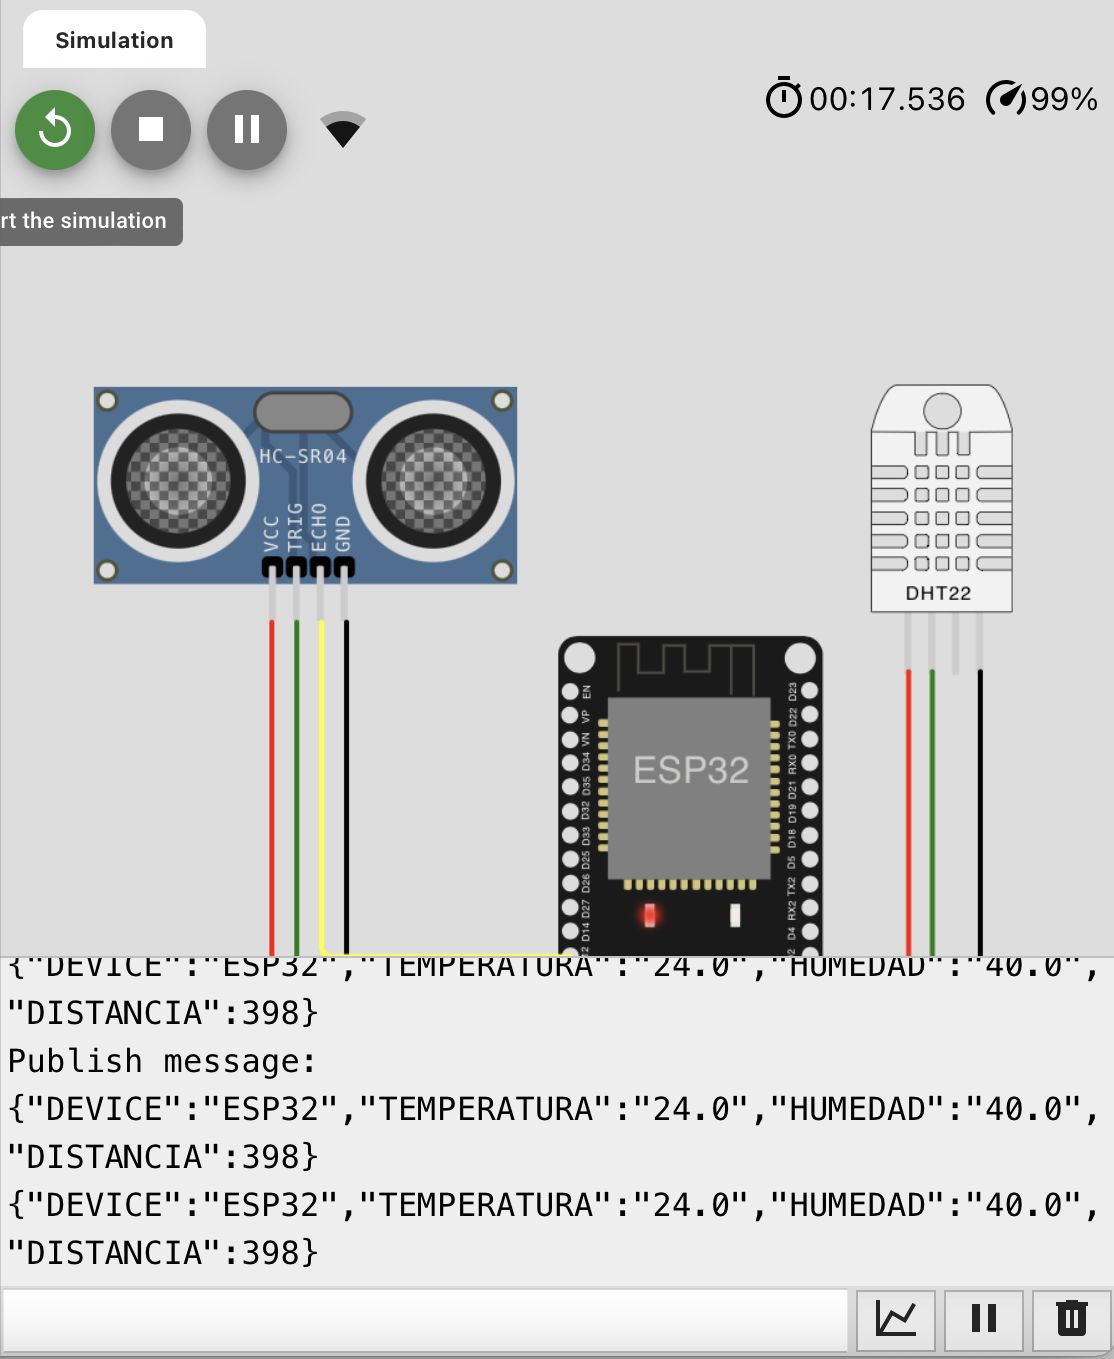 Simulation
00:17.536 99%
rt the simulation
HC-SR04
VCC
TRIG
ECHO
GND
DHT22
ESP32
EN
VP
VN
D34
D35
D32
D33
D25
D26
D27
D14
D23
D22
TX0
RX0
D21
D19
D18
D5
TX2
RX2
D4
{"DEVICE":"ESP32","TEMPERATURA":"24.0","HUMEDAD":"40.0",
"DISTANCIA":398}
Publish message:
{"DEVICE":"ESP32","TEMPERATURA":"24.0","HUMEDAD":"40.0",
"DISTANCIA":398}
{"DEVICE":"ESP32","TEMPERATURA":"24.0","HUMEDAD":"40.0",
"DISTANCIA":398}